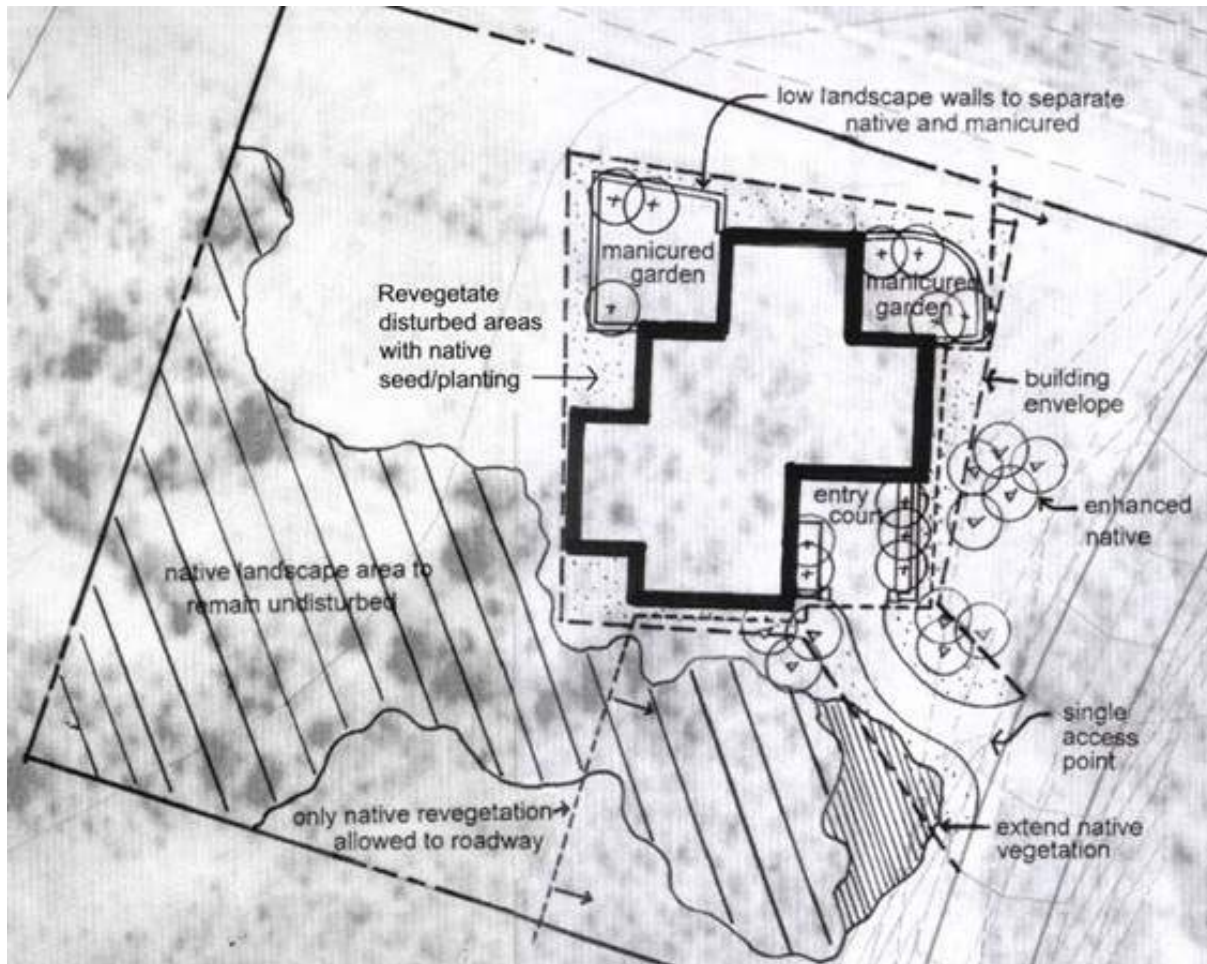 low landscape walls to separate
native and manicured
manicured
garden
manicured
garden
Revegetate
disturbed areas
with native
seed/planting
building
envelope
entry
court
enhanced
native
native landscape area to
remain undisturbed
single
access
point
only native revegetation
allowed to roadway
extend native
vegetation